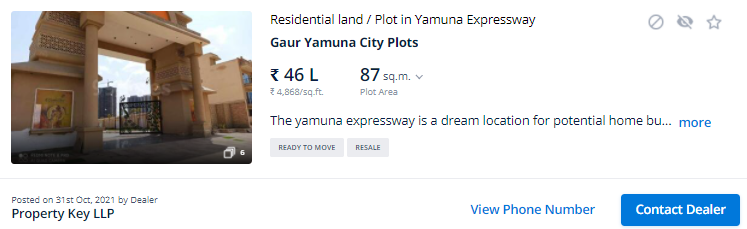 Residential land / Plot in Yamuna Expressway
Gaur Yamuna City Plots
₹ 46 L
₹ 4,868/sq.ft.
87 sq.m.
Plot Area
The yamuna expressway is a dream location for potential home bu... more
READY TO MOVE
RESALE
6
Posted on 31st Oct, 2021 by Dealer
Property Key LLP
View Phone Number
Contact Dealer